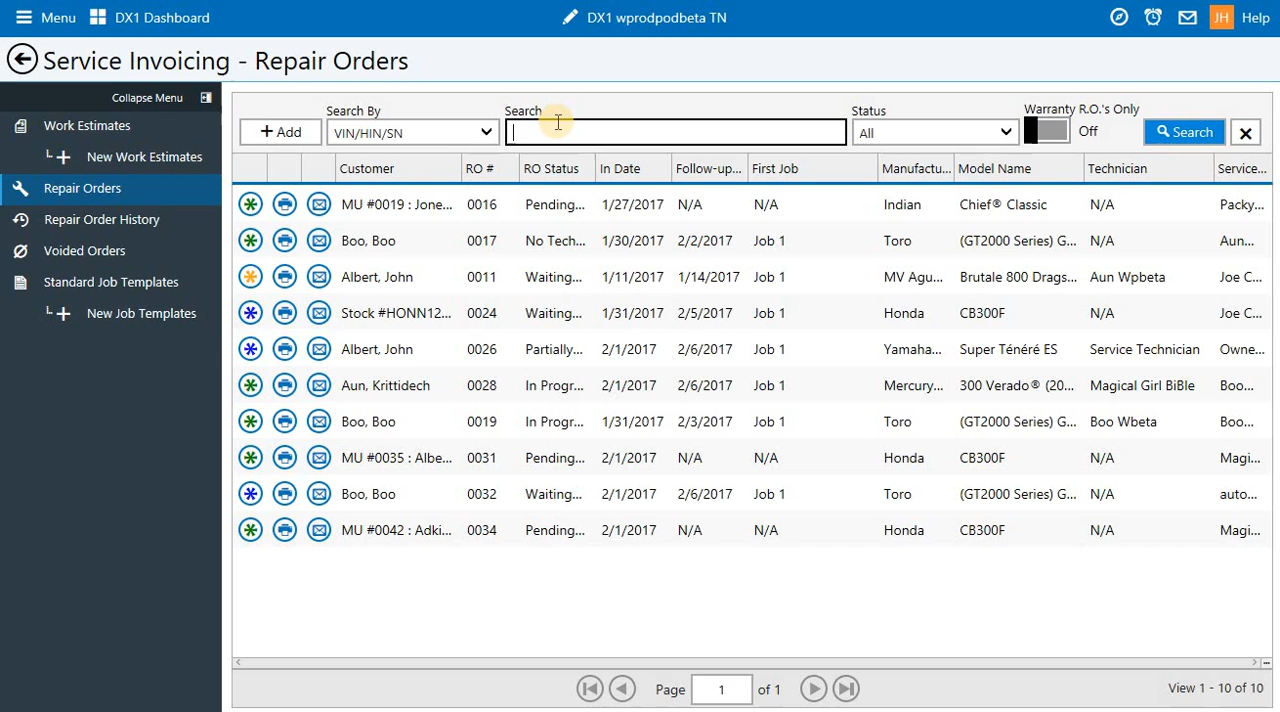 Menu DX1 Dashboard DX1 wprodpodbeta TN JH Help
Service Invoicing - Repair Orders
Collapse Menu
Work Estimates
New Work Estimates
Repair Orders
Repair Order History
Voided Orders
Standard Job Templates
New Job Templates
Search By Search Status Warranty R.O.'s Only
+ Add VIN/HIN/SN All Off Search
Customer RO # RO Status In Date Follow-up... First Job Manufactu... Model Name Technician Service...
MU #0019 : Jone... 0016 Pending... 1/27/2017 N/A N/A Indian Chief® Classic N/A Packy...
Boo, Boo 0017 No Tech... 1/30/2017 2/2/2017 Job 1 Toro (GT2000 Series) G... N/A Aun...
Albert, John 0011 Waiting... 1/11/2017 1/14/2017 Job 1 MV Agu... Brutale 800 Drags... Aun Wpbeta Joe C...
Stock #HONN12... 0024 Waiting... 1/31/2017 2/5/2017 Job 1 Honda CB300F N/A Joe C...
Albert, John 0026 Partially... 2/1/2017 2/6/2017 Job 1 Yamaha... Super Ténéré ES Service Technician Owne...
Aun, Krittidech 0028 In Progr... 2/1/2017 2/6/2017 Job 1 Mercury... 300 Verado® (20... Magical Girl BiBle Boo...
Boo, Boo 0019 In Progr... 1/31/2017 2/3/2017 Job 1 Toro (GT2000 Series) G... Boo Wbeta Boo...
MU #0035 : Albe... 0031 Pending... 2/1/2017 N/A N/A Honda CB300F N/A Magi...
Boo, Boo 0032 Waiting... 2/1/2017 2/6/2017 Job 1 Toro (GT2000 Series) G... N/A auto...
MU #0042 : Adki... 0034 Pending... 2/1/2017 N/A N/A Honda CB300F N/A Magi...
Page 1 of 1 View 1 - 10 of 10